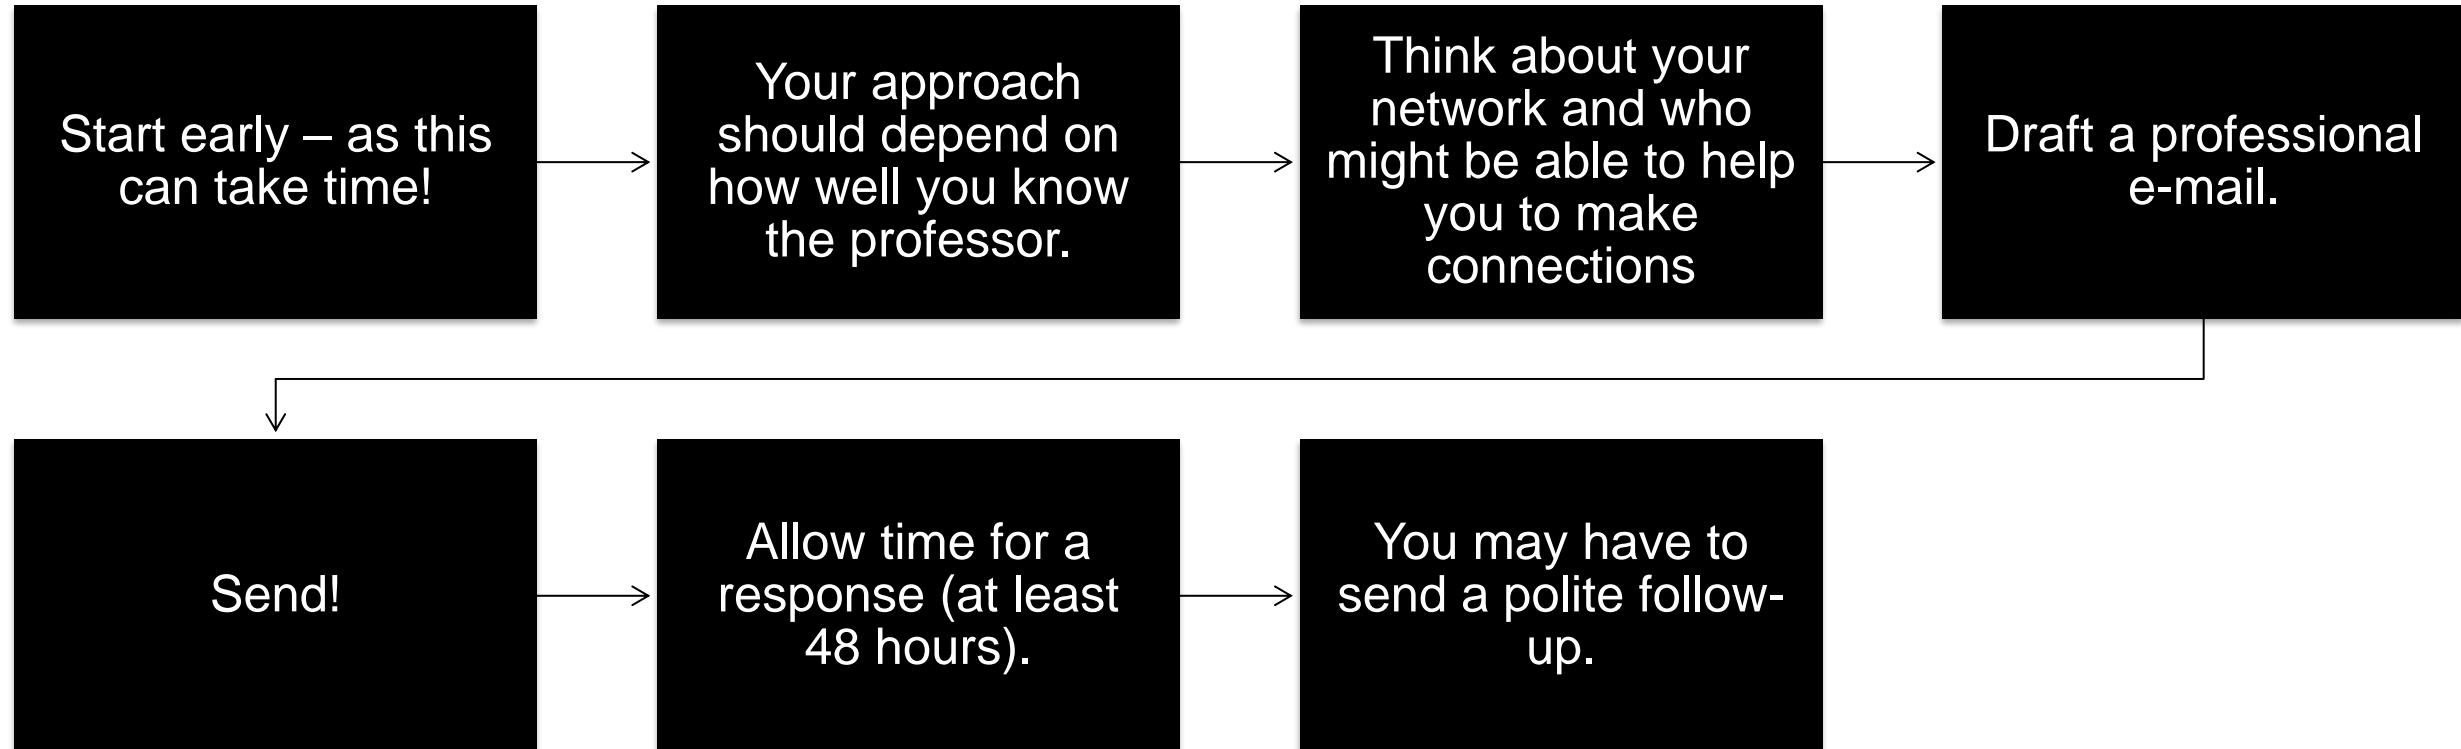 Start early – as this
can take time!
Your approach
should depend on
how well you know
the professor.
Think about your
network and who
might be able to help
you to make
connections
Draft a professional
e-mail.
Send!
Allow time for a
response (at least
48 hours).
You may have to
send a polite follow-
up.